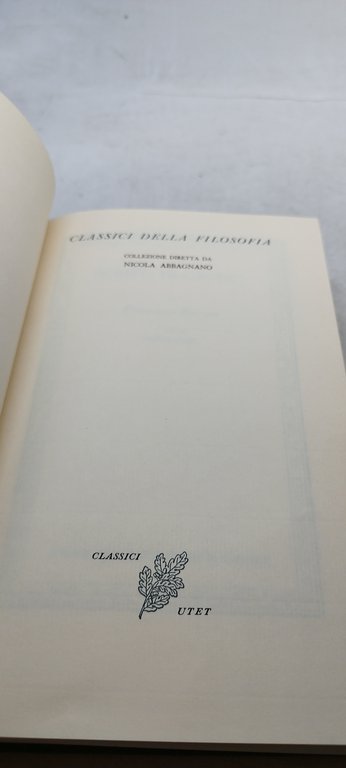 CLASSICI DELLA FILOSOFIA
COLLEZIONE DIRETTA DA
NICOLA ABBAGNANO
CLASSICI
UTET